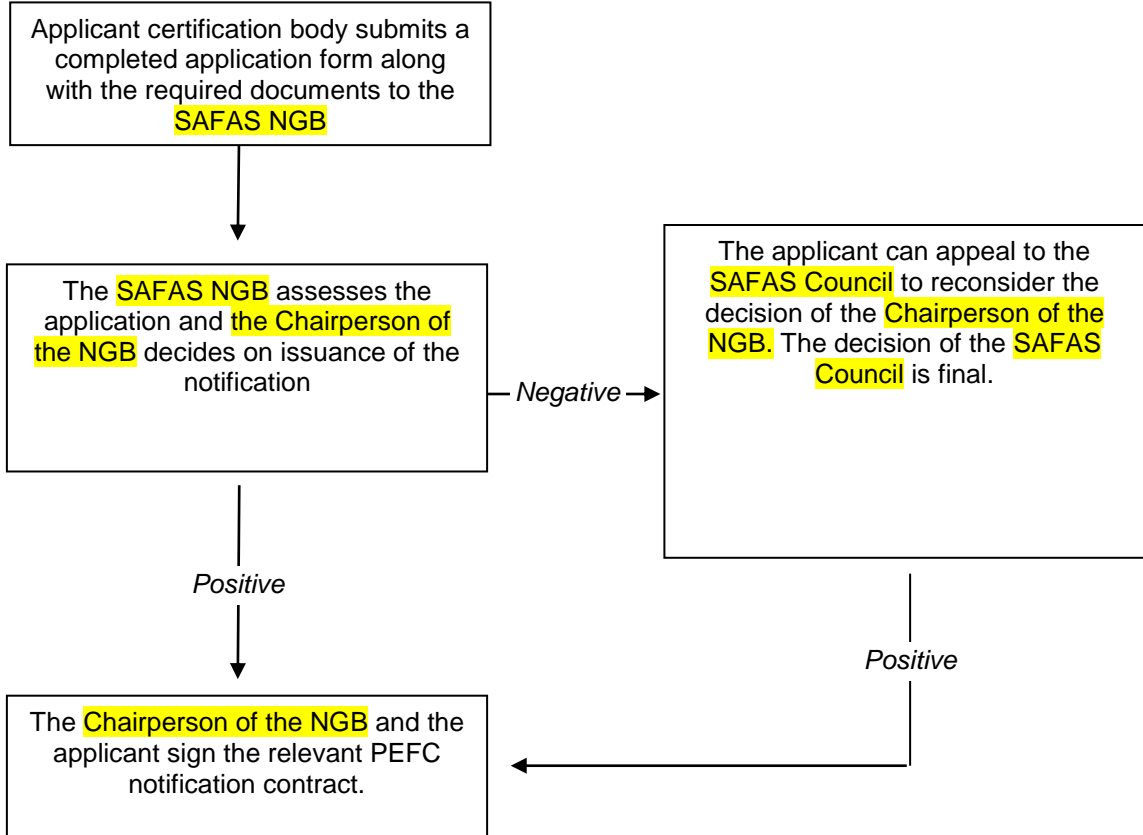 Applicant certification body submits a
completed application form along
with the required documents to the
SAFAS NGB
The SAFAS NGB assesses the
application and the Chairperson of
the NGB decides on issuance of the
notification
Negative
The applicant can appeal to the
SAFAS Council to reconsider the
decision of the Chairperson of the
NGB. The decision of the SAFAS
Council is final.
Positive
Positive
The Chairperson of the NGB and the
applicant sign the relevant PEFC
notification contract.